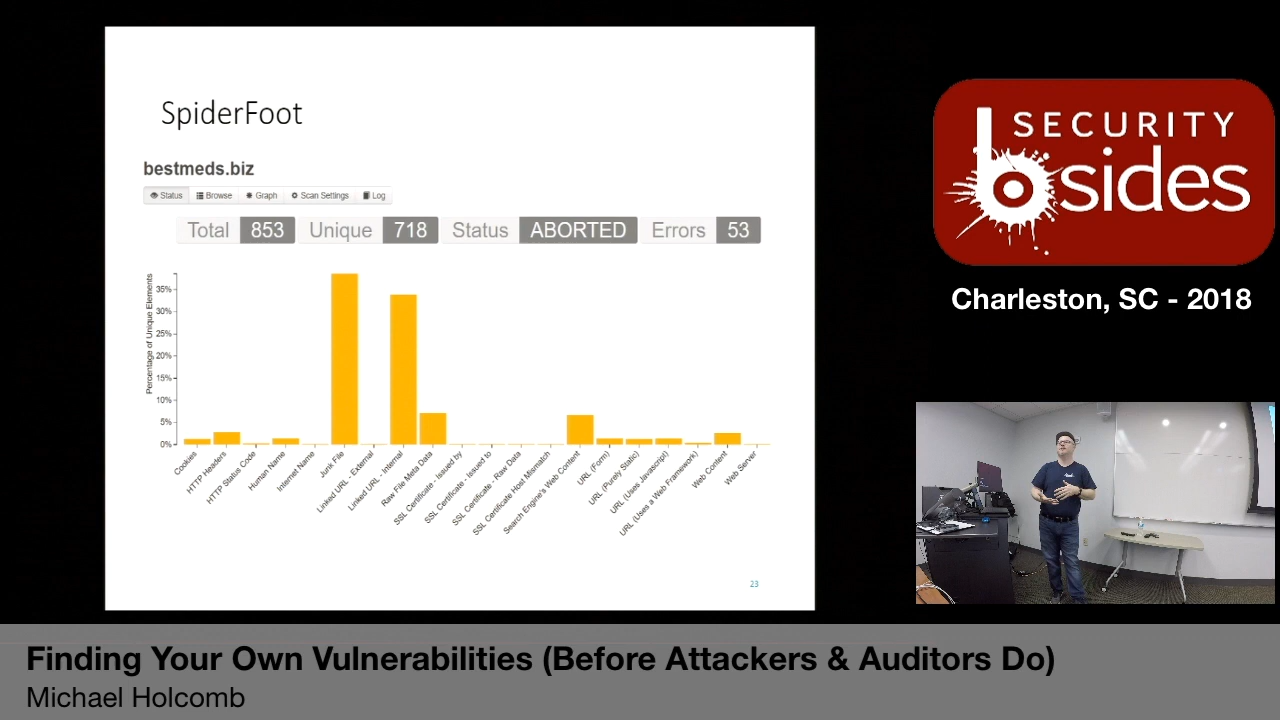 SpiderFoot
bestmeds.biz
Status Browse Graph Scan Settings Log
Total 853 Unique 718 Status ABORTED Errors 53
Percentage of Unique Elements
35%
30%
25%
20%
15%
10%
5%
0%
Cookies
HTTP Headers
HTTP Status Code
Human Name
Internet Name
Junk File
Linked URL - External
Linked URL - Internal
Raw File Meta Data
SSL Certificate - Issued by
SSL Certificate - Issued to
SSL Certificate - Raw Data
SSL Certificate Host Mismatch
Search Engine's Web Content
URL (Form)
URL (Purely Static)
URL (Uses Javascript)
URL (Uses a Web Framework)
Web Content
Web Server
23
SECURITY
bsides
Charleston, SC - 2018
Finding Your Own Vulnerabilities (Before Attackers & Auditors Do)
Michael Holcomb